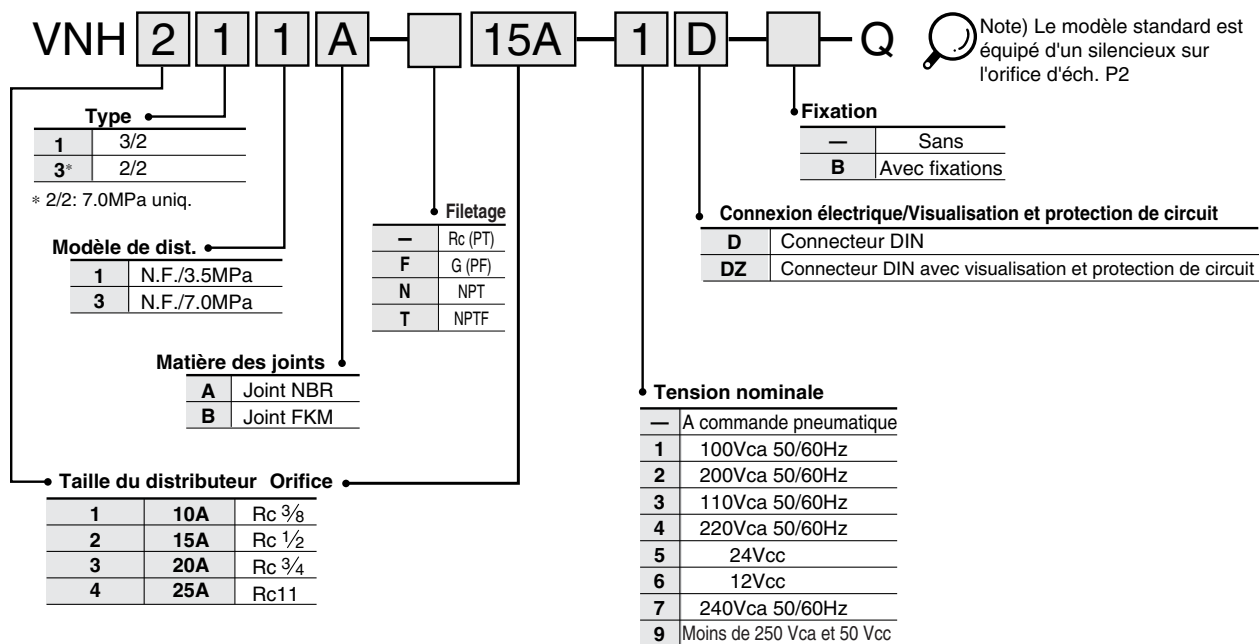 VNH 2 1 1 A — 15A — 1 D — — Q
Note) Le modèle standard est
équipé d'un silencieux sur
l'orifice d'éch. P2
Type
1 3/2
3* 2/2
* 2/2: 7.0MPa uniq.
Modèle de dist.
1 N.F./3.5MPa
3 N.F./7.0MPa
Matière des joints
A Joint NBR
B Joint FKM
Taille du distributeur Orifice
1 10A Rc 3⁄8
2 15A Rc 1⁄2
3 20A Rc 3⁄4
4 25A Rc11
Filetage
— Rc (PT)
F G (PF)
N NPT
T NPTF
Fixation
— Sans
B Avec fixations
Connexion électrique/Visualisation et protection de circuit
D Connecteur DIN
DZ Connecteur DIN avec visualisation et protection de circuit
Tension nominale
— A commande pneumatique
1 100Vca 50/60Hz
2 200Vca 50/60Hz
3 110Vca 50/60Hz
4 220Vca 50/60Hz
5 24Vcc
6 12Vcc
7 240Vca 50/60Hz
9 Moins de 250 Vca et 50 Vcc